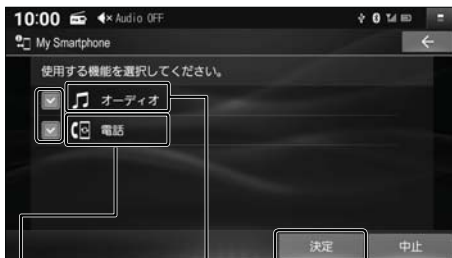 10:00 Audio OFF
My Smartphone
使用する機能を選択してください。
オーディオ
電話
決定 中止